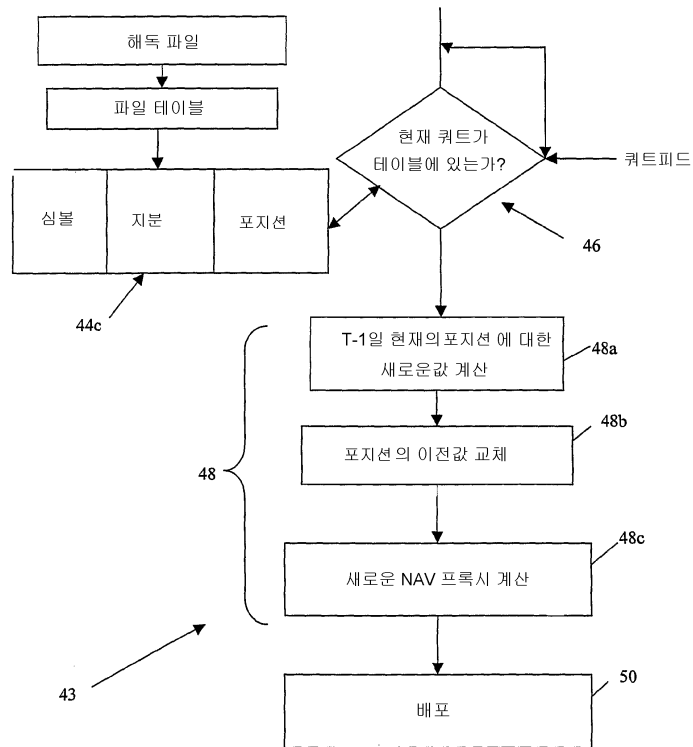 해독 파일
파일 테이블
심볼
지분
포지션
44c
현재 쿼트가
테이블에 있는가?
쿼트피드
46
T-1일 현재의포지션 에 대한
새로운값 계산
48a
포지션의 이전값 교체
48b
48
새로운 NAV 프록시 계산
48c
43
배포
50